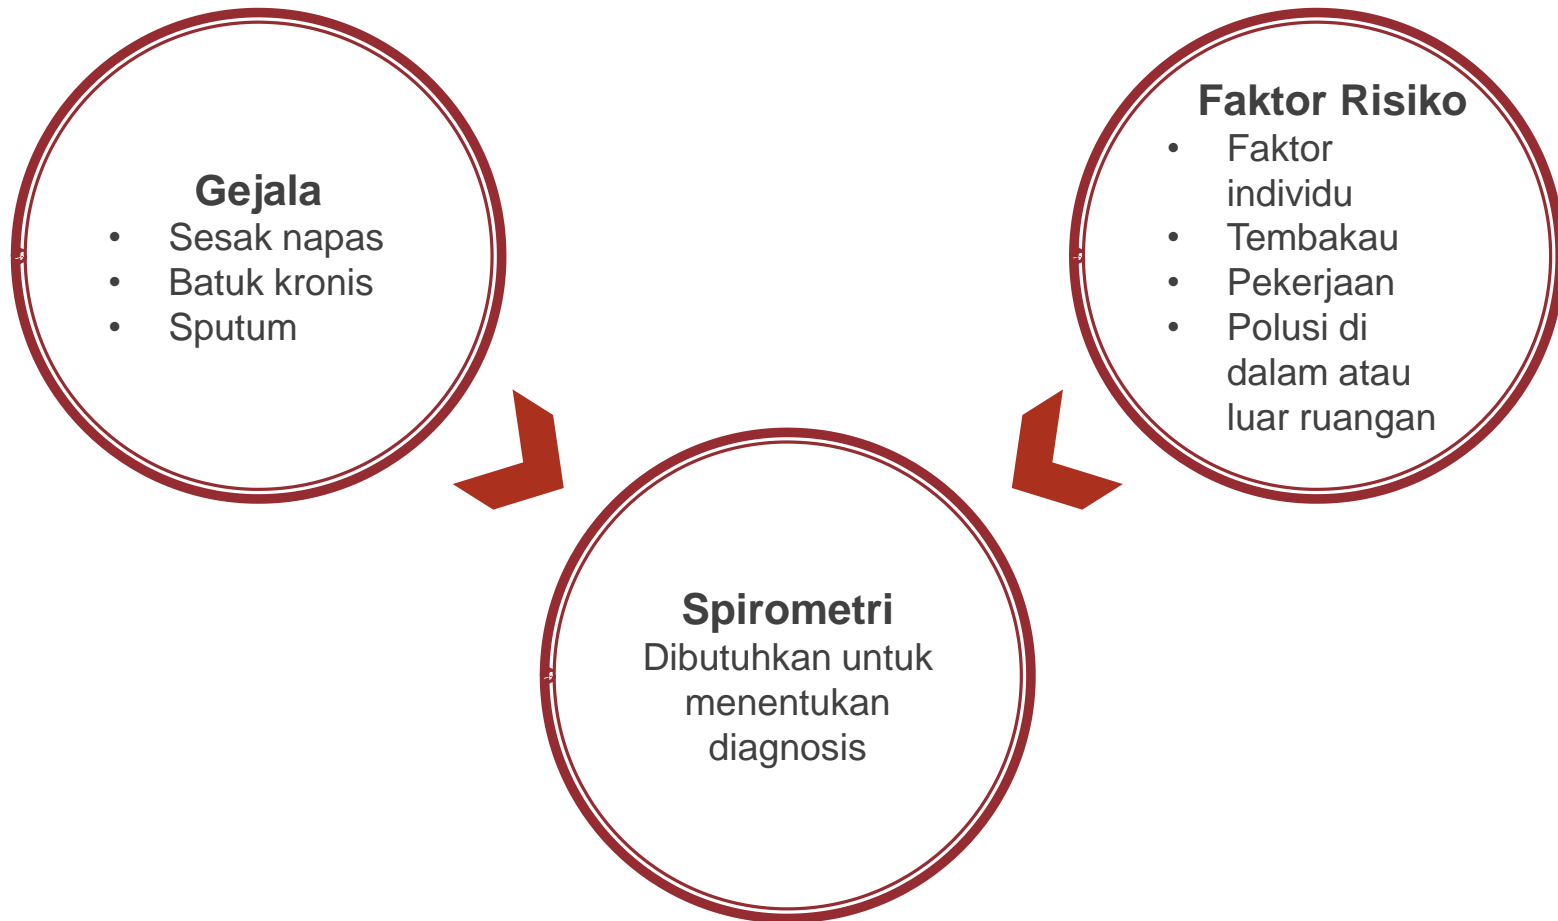 Gejala
• Sesak napas
• Batuk kronis
• Sputum
Faktor Risiko
• Faktor
individu
• Tembakau
• Pekerjaan
• Polusi di
dalam atau
luar ruangan
Spirometri
Dibutuhkan untuk
menentukan
diagnosis